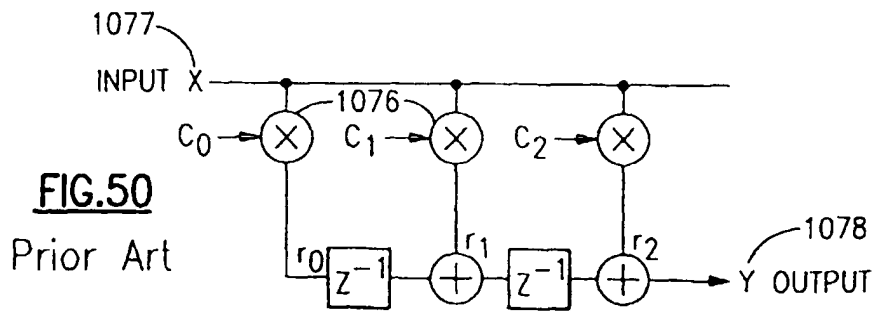 1077
INPUT X
1076
C0 × C1 × C2 ×
FIG.50
Prior Art
r0 z-1 + r1 z-1 + r2
1078
Y OUTPUT